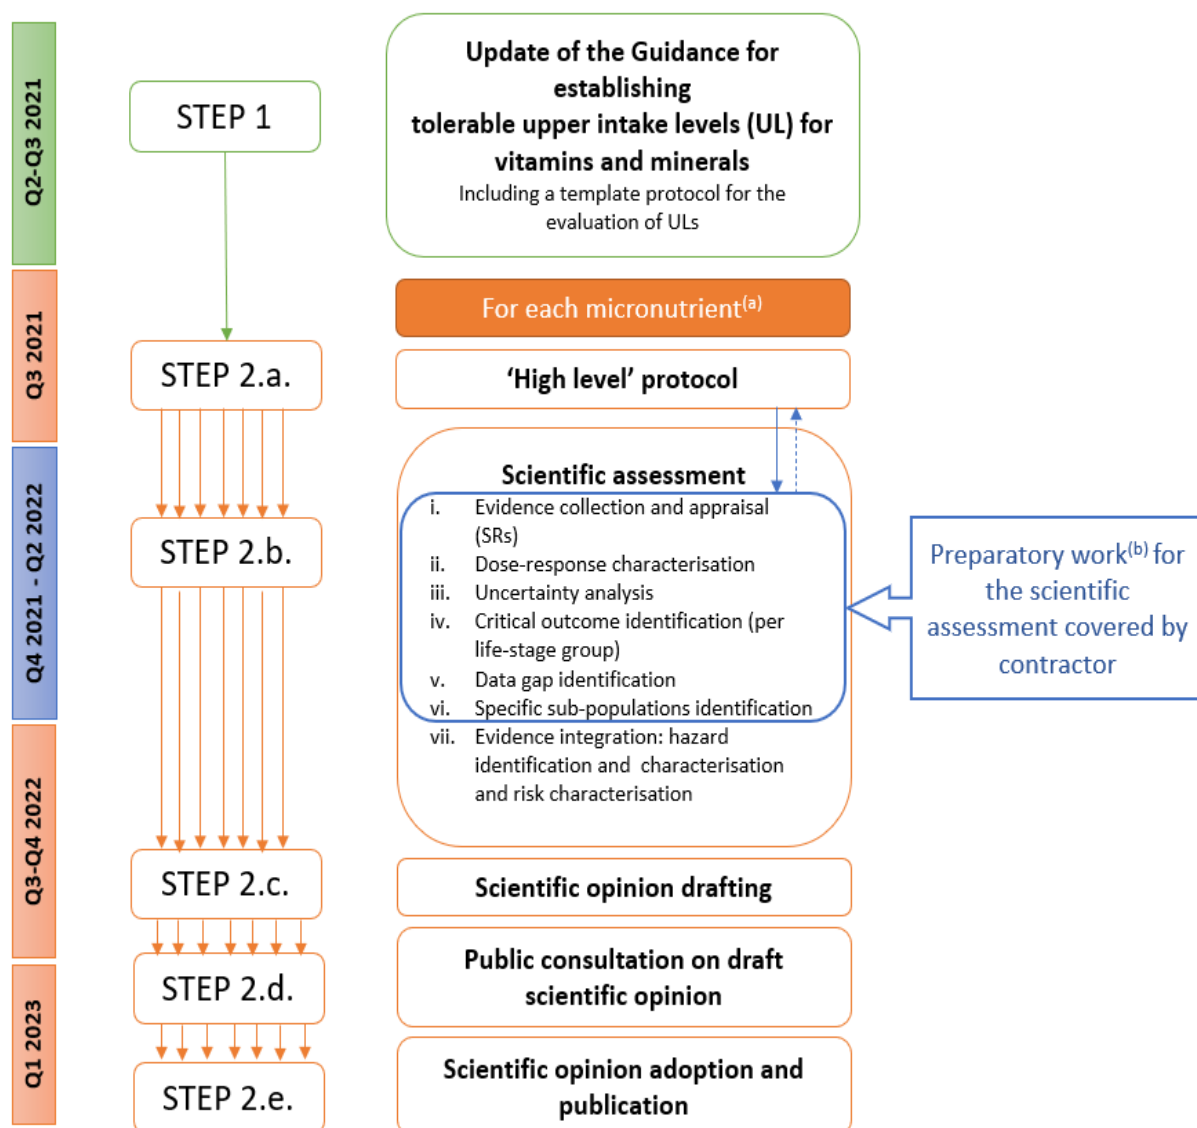 Q2-Q3 2021
STEP 1
Update of the Guidance for
establishing
tolerable upper intake levels (UL) for
vitamins and minerals
Including a template protocol for the
evaluation of ULs
Q3 2021
For each micronutrient(a)
STEP 2.a.
‘High level’ protocol
Q4 2021 - Q2 2022
STEP 2.b.
Scientific assessment
i. Evidence collection and appraisal
(SRs)
ii. Dose-response characterisation
iii. Uncertainty analysis
iv. Critical outcome identification (per
life-stage group)
v. Data gap identification
vi. Specific sub-populations identification
vii. Evidence integration: hazard
identification and characterisation
and risk characterisation
Preparatory work(b) for
the scientific
assessment covered by
contractor
Q3-Q4 2022
STEP 2.c.
Scientific opinion drafting
STEP 2.d.
Public consultation on draft
scientific opinion
Q1 2023
STEP 2.e.
Scientific opinion adoption and
publication